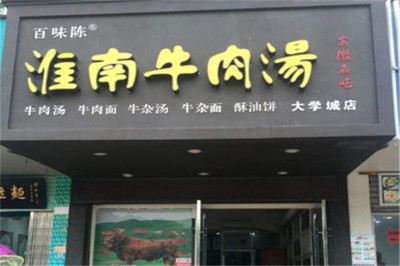 百味陈®
淮南牛肉湯
安徽名吃
牛肉汤 牛肉面 牛杂汤 牛杂面 酥油饼 大学城店
麵